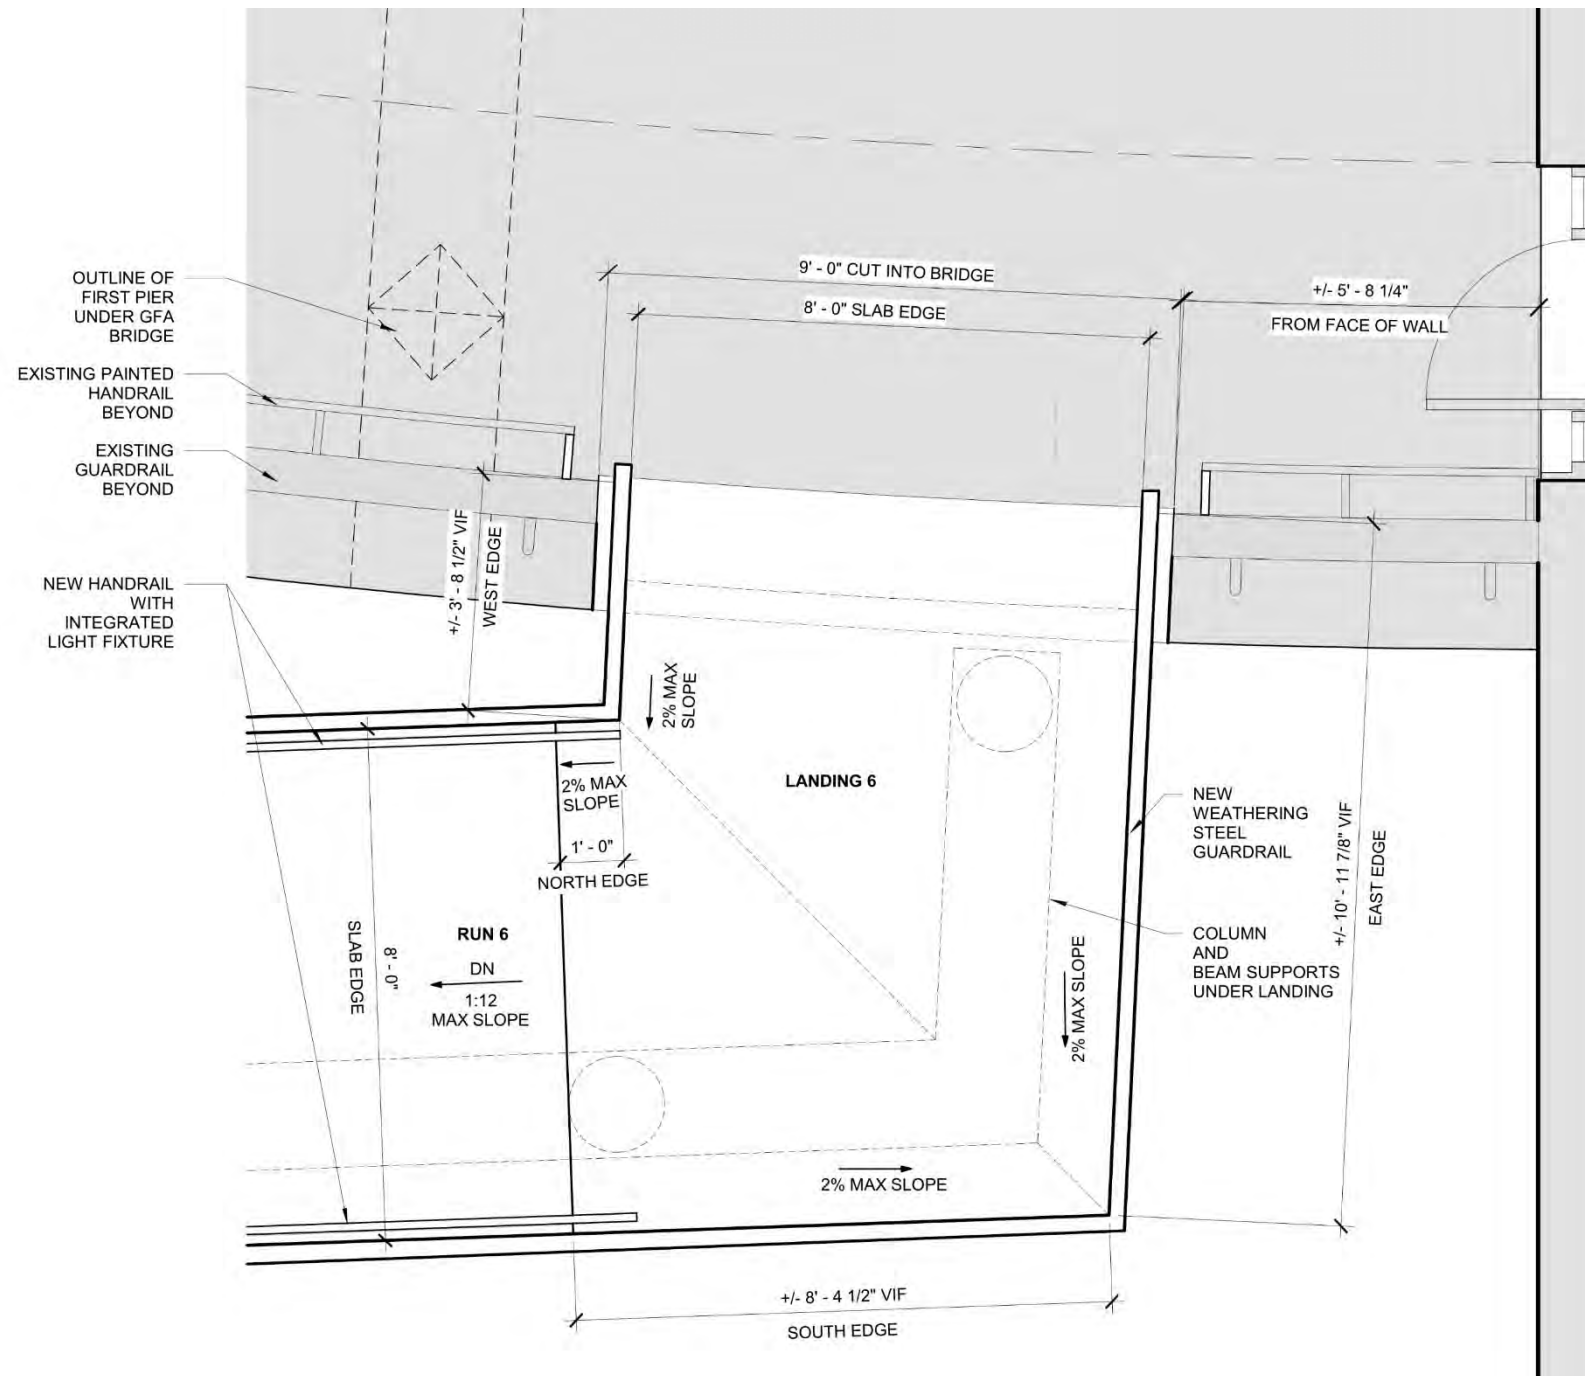 9' - 0" CUT INTO BRIDGE
8' - 0" SLAB EDGE
+/- 5' - 8 1/4"
FROM FACE OF WALL
OUTLINE OF
FIRST PIER
UNDER GFA
BRIDGE
EXISTING PAINTED
HANDRAIL
BEYOND
EXISTING
GUARDRAIL
BEYOND
+/- 3' - 8 1/2" VIF
WEST EDGE
NEW HANDRAIL
WITH
INTEGRATED
LIGHT FIXTURE
2% MAX
SLOPE
2% MAX
SLOPE
1' - 0"
NORTH EDGE
LANDING 6
NEW
WEATHERING
STEEL
GUARDRAIL
+/- 10' - 11 7/8" VIF
EAST EDGE
SLAB EDGE
8' - 0"
RUN 6
DN
1:12
MAX SLOPE
COLUMN
AND
BEAM SUPPORTS
UNDER LANDING
2% MAX SLOPE
2% MAX SLOPE
+/- 8' - 4 1/2" VIF
SOUTH EDGE